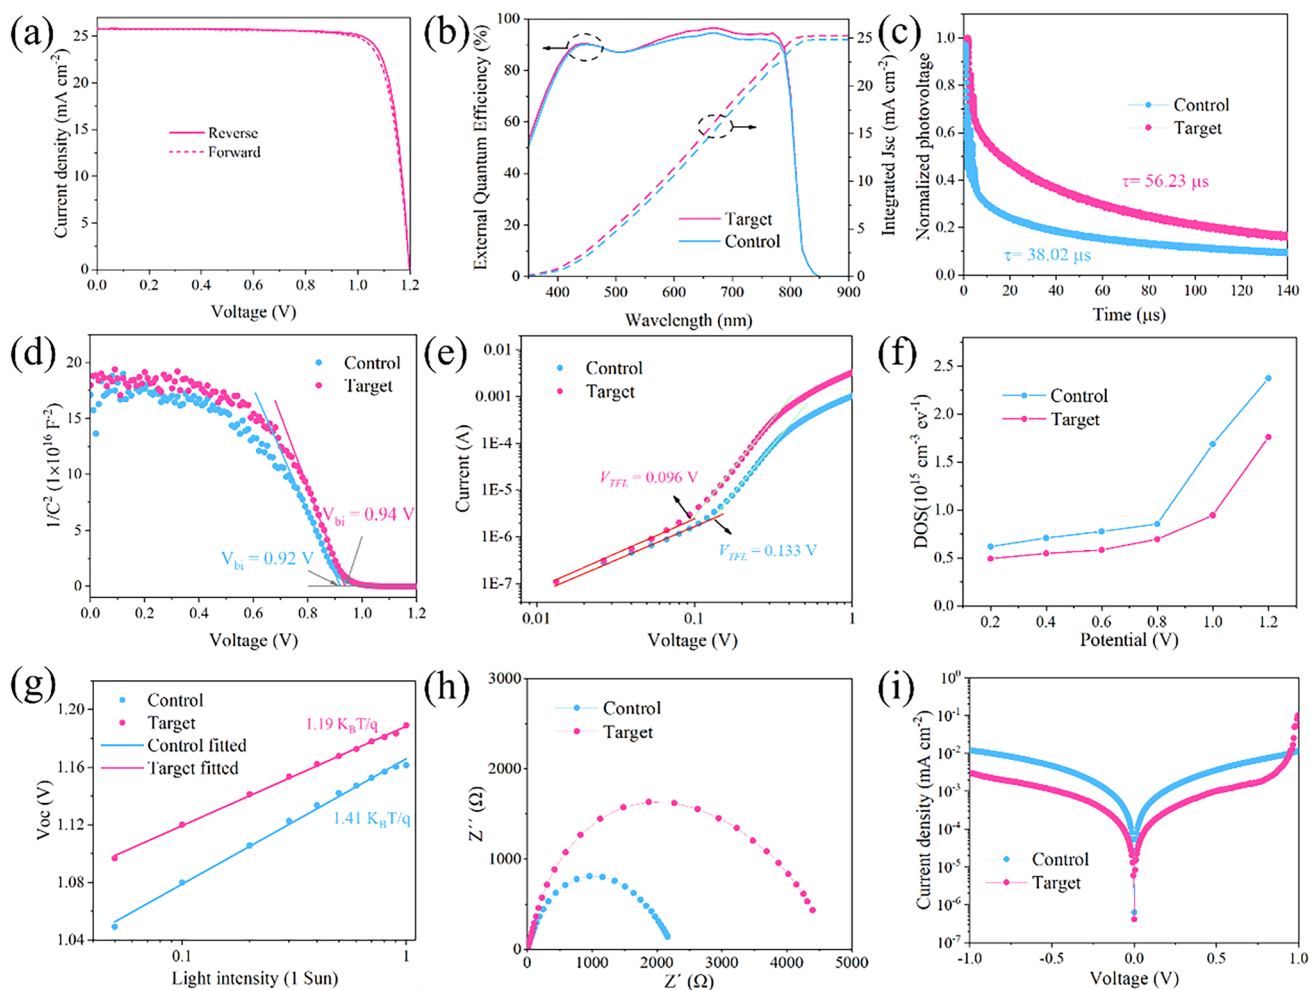 (a)
Current density (mA cm-2)
30
25
20
15
10
5
0
Reverse
Forward
0.0 0.2 0.4 0.6 0.8 1.0 1.2
Voltage (V)
(b)
External Quantum Efficiency (%)
100
80
60
40
20
0
Target
Control
400 500 600 700 800 900
Wavelength (nm)
25
20
15
10
5
0
Integrated Jsc (mA cm-2)
(c)
Normalized photovoltage
1.0
0.8
0.6
0.4
0.2
0.0
Control
Target
τ= 56.23 μs
τ= 38.02 μs
0 20 40 60 80 100 120 140
Time (μs)
(d)
1/C2 (1×1016 F-2)
20
15
10
5
0
Control
Target
Vbi = 0.94 V
Vbi = 0.92 V
0.0 0.2 0.4 0.6 0.8 1.0 1.2
Voltage (V)
(e)
Current (A)
0.01
0.001
1E-4
1E-5
1E-6
1E-7
Control
Target
VTFL = 0.096 V
VTFL = 0.133 V
0.01 0.1 1
Voltage (V)
(f)
DOS(1015 cm-3 ev-1)
2.5
2.0
1.5
1.0
0.5
0.0
Control
Target
0.2 0.4 0.6 0.8 1.0 1.2
Potential (V)
(g)
Voc (V)
1.20
1.16
1.12
1.08
1.04
Control
Target
Control fitted
Target fitted
1.19 KBT/q
1.41 KBT/q
0.1 1
Light intensity (1 Sun)
(h)
Z´´ (Ω)
3000
2000
1000
0
Control
Target
0 1000 2000 3000 4000 5000
Z´ (Ω)
(i)
Current density (mA cm-2)
100
10-1
10-2
10-3
10-4
10-5
10-6
10-7
Control
Target
-1.0 -0.5 0.0 0.5 1.0
Voltage (V)